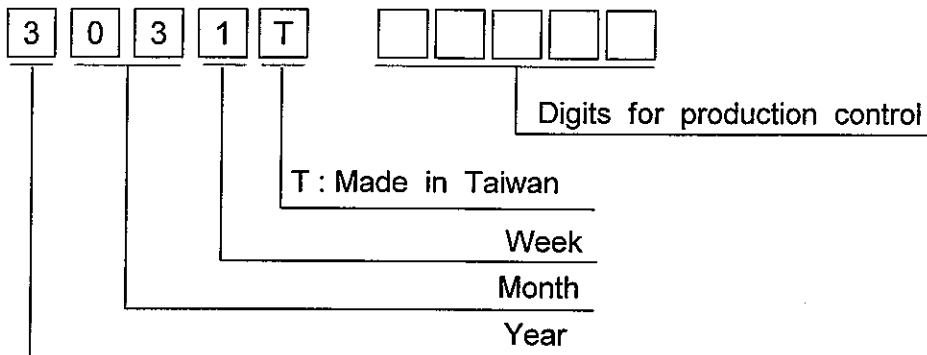 3 0 3 1 T
Digits for production control
T : Made in Taiwan
Week
Month
Year